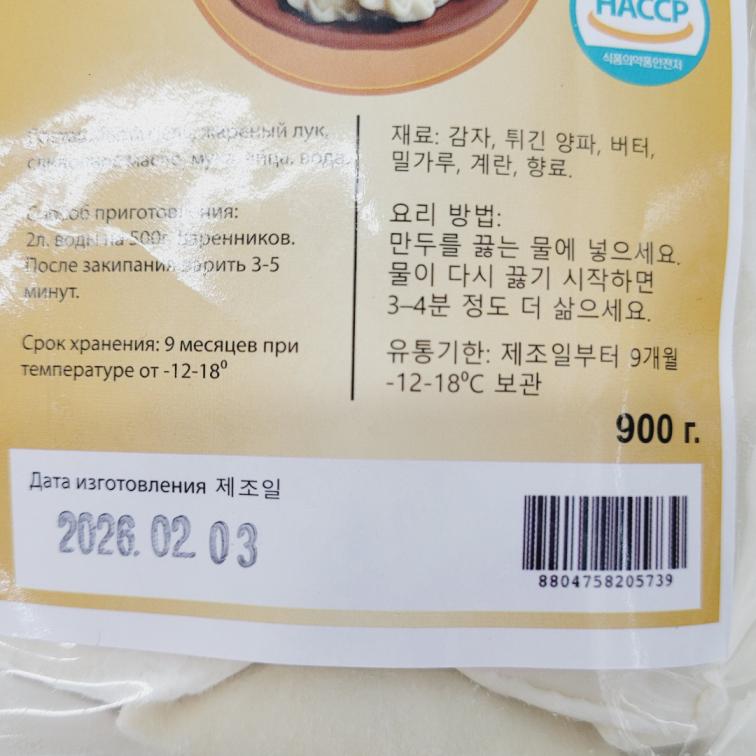 HACCP
식품의약품안전처
жареный лук,
сливочное масло, мука, яйца, вода.
Способ приготовления:
2л. воды на 500г. вареников.
После закипания варить 3-5
минут.
Срок хранения: 9 месяцев при
температуре от -12-18⁰
재료: 감자, 튀긴 양파, 버터,
밀가루, 계란, 향료.
요리 방법:
만두를 끓는 물에 넣으세요.
물이 다시 끓기 시작하면
3–4분 정도 더 삶으세요.
유통기한: 제조일부터 9개월
-12-18⁰C 보관
900 г.
Дата изготовления 제조일
2026.02.03
8804758205739